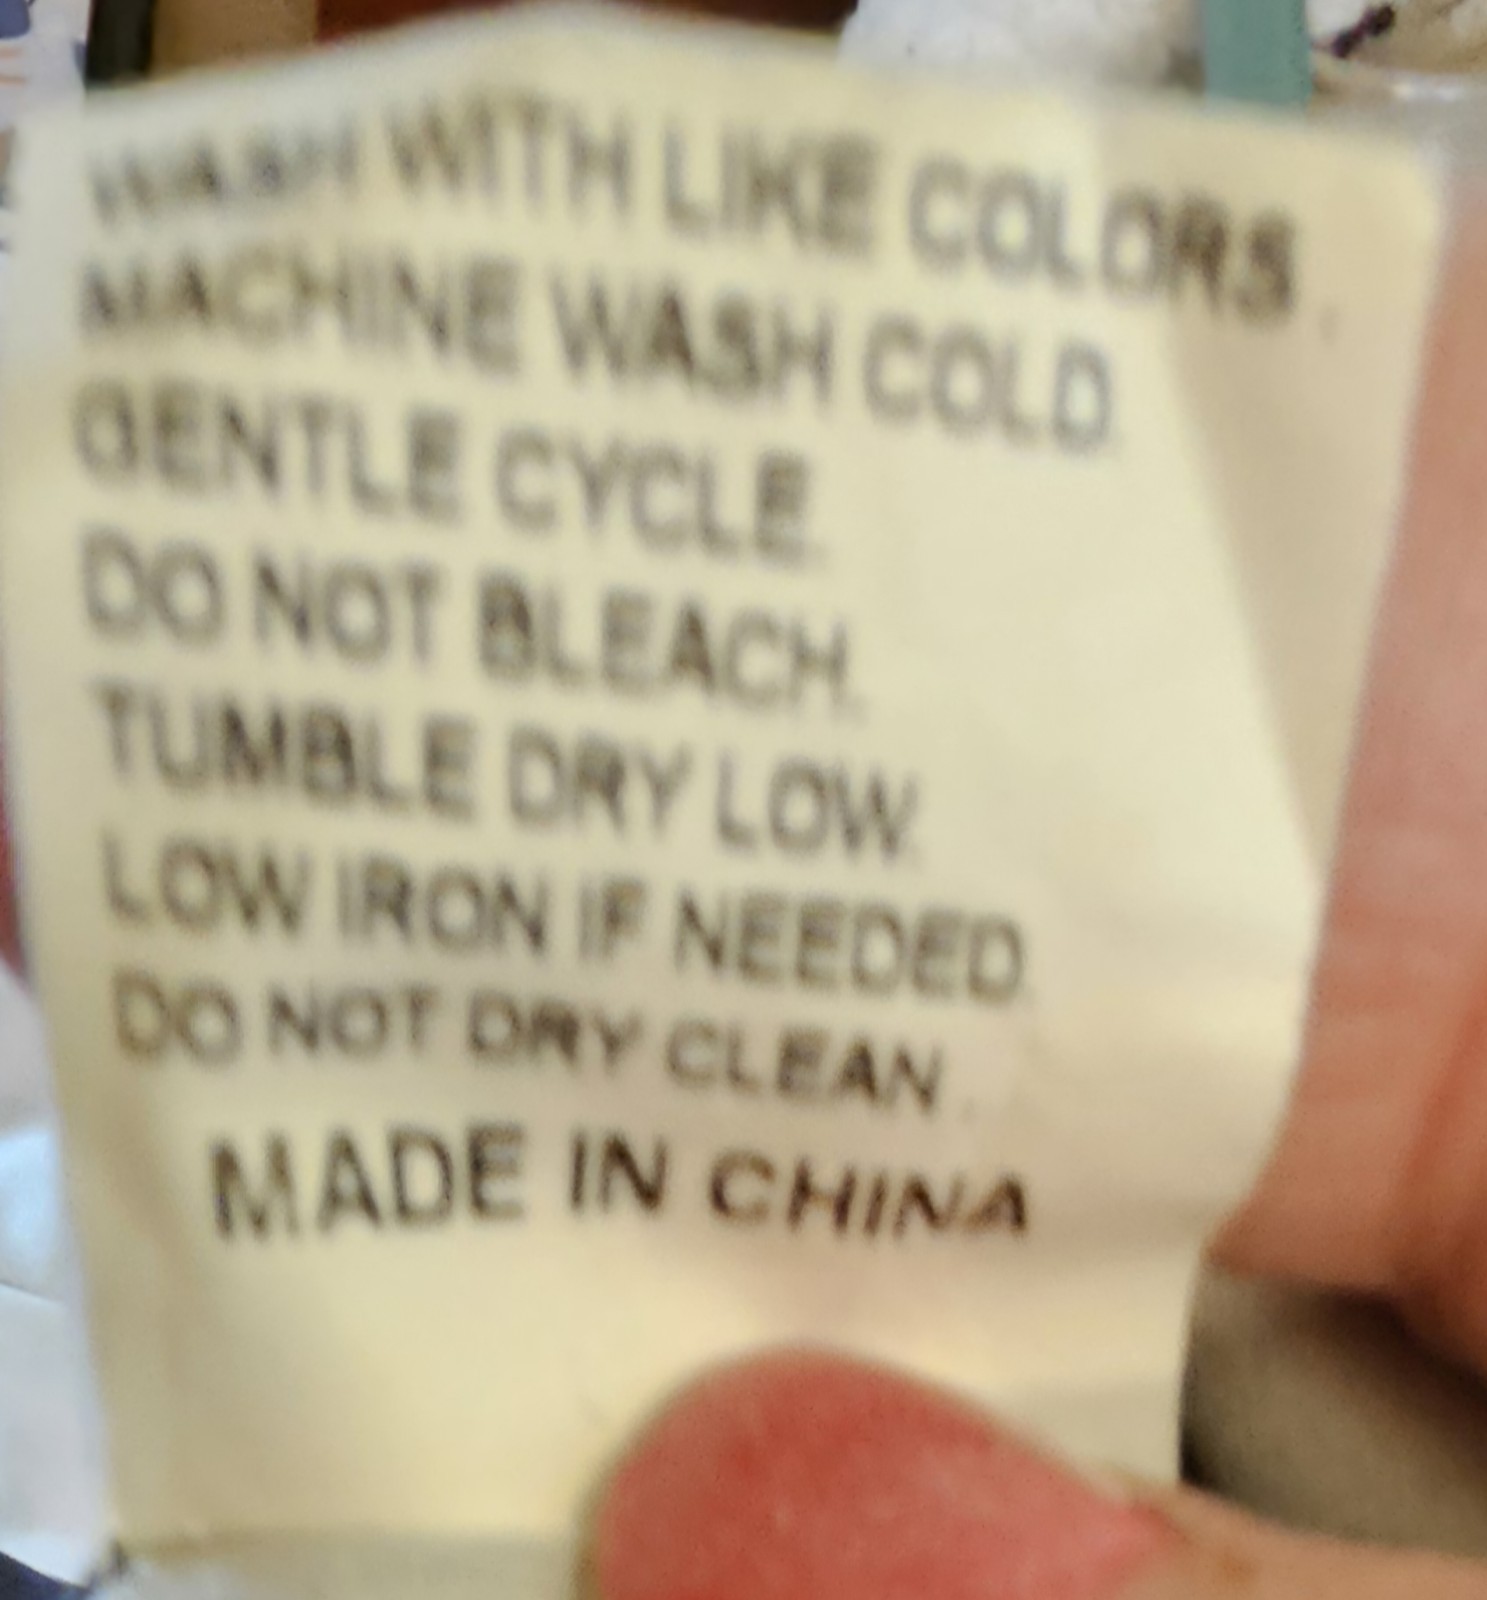 WASH WITH LIKE COLORS.
MACHINE WASH COLD.
GENTLE CYCLE.
DO NOT BLEACH.
TUMBLE DRY LOW.
LOW IRON IF NEEDED.
DO NOT DRY CLEAN.
MADE IN CHINA